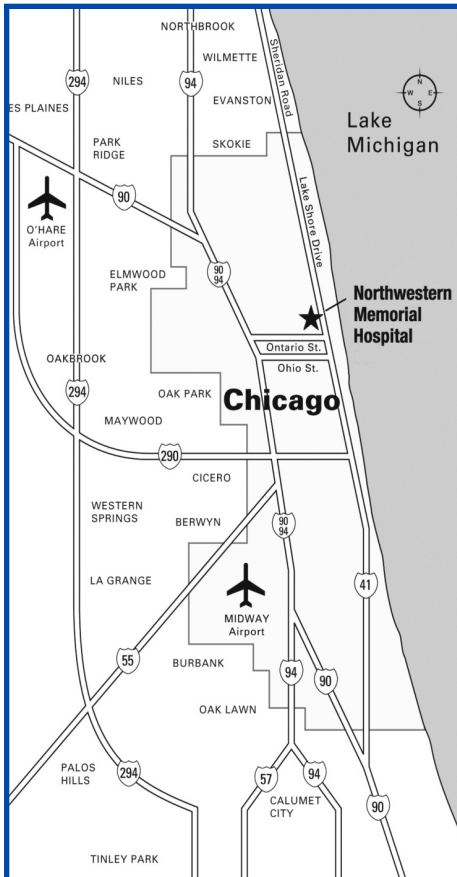 NORTHBROOK
WILMETTE
294
NILES
94
EVANSTON
Sheridan Road
N
W E
S
ES PLAINES
Lake
Michigan
PARK
RIDGE
SKOKIE
90
O'HARE
Airport
Lake Shore Drive
ELMWOOD
PARK
90
94
Northwestern
Memorial
Hospital
Ontario St.
OAKBROOK
Ohio St.
294
OAK PARK
Chicago
MAYWOOD
290
CICERO
WESTERN
SPRINGS
BERWYN
90
94
LA GRANGE
41
MIDWAY
Airport
55
BURBANK
94
90
OAK LAWN
PALOS
HILLS
294
57
94
CALUMET
CITY
90
TINLEY PARK